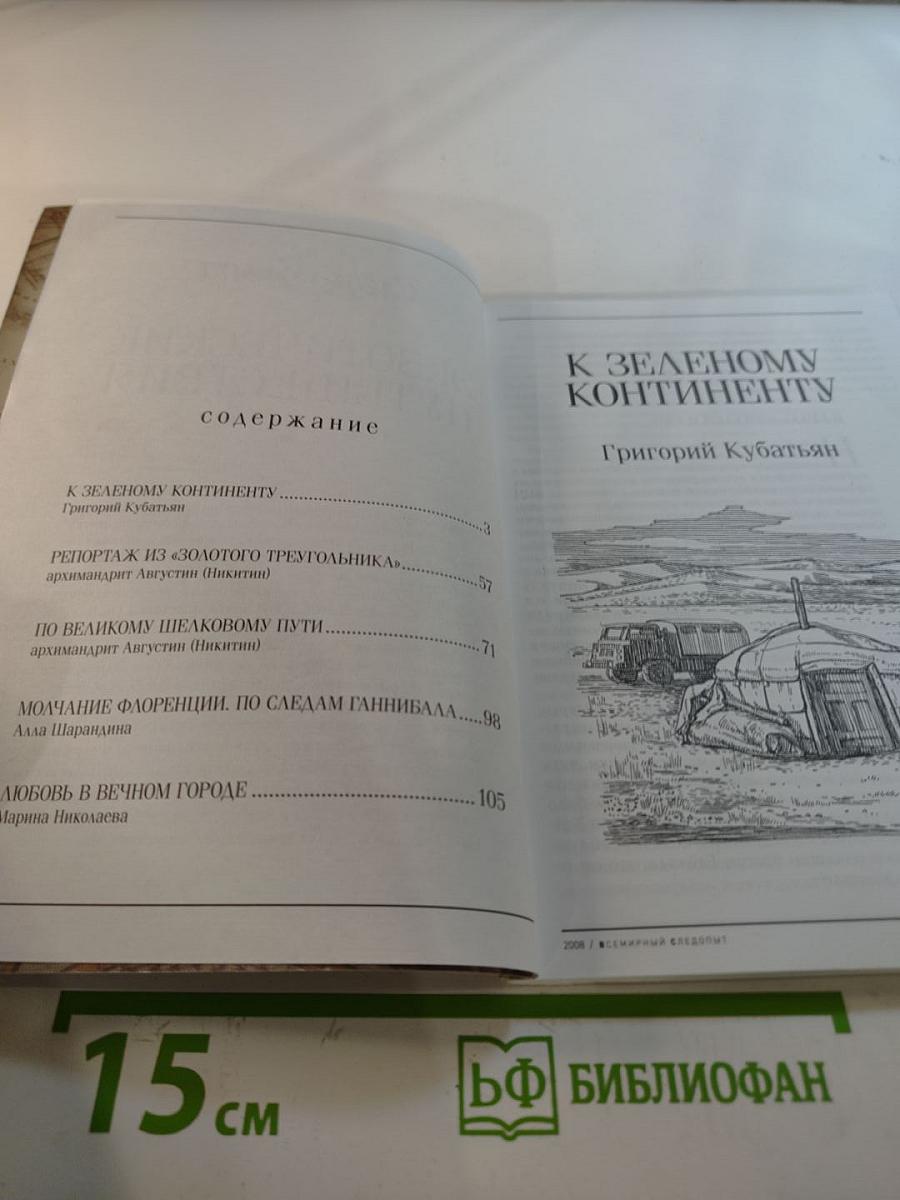 содержание
К ЗЕЛЕНОМУ КОНТИНЕНТУ 3
Григорий Кубатьян
РЕПОРТАЖ ИЗ «ЗОЛОТОГО ТРЕУГОЛЬНИКА» 57
архимандрит Августин (Никитин)
ПО ВЕЛИКОМУ ШЕЛКОВОМУ ПУТИ 71
архимандрит Августин (Никитин)
МОЛЧАНИЕ ФЛОРЕНЦИИ. ПО СЛЕДАМ ГАННИБАЛА 98
Алла Шарандина
ЛЮБОВЬ В ВЕЧНОМ ГОРОДЕ 105
Марина Николаева
К ЗЕЛЕНОМУ
КОНТИНЕНТУ
Григорий Кубатьян
2008 / ВСЕМИРНЫЙ СЛЕДОПЫТ
15 см
БФ БИБЛИОФАН